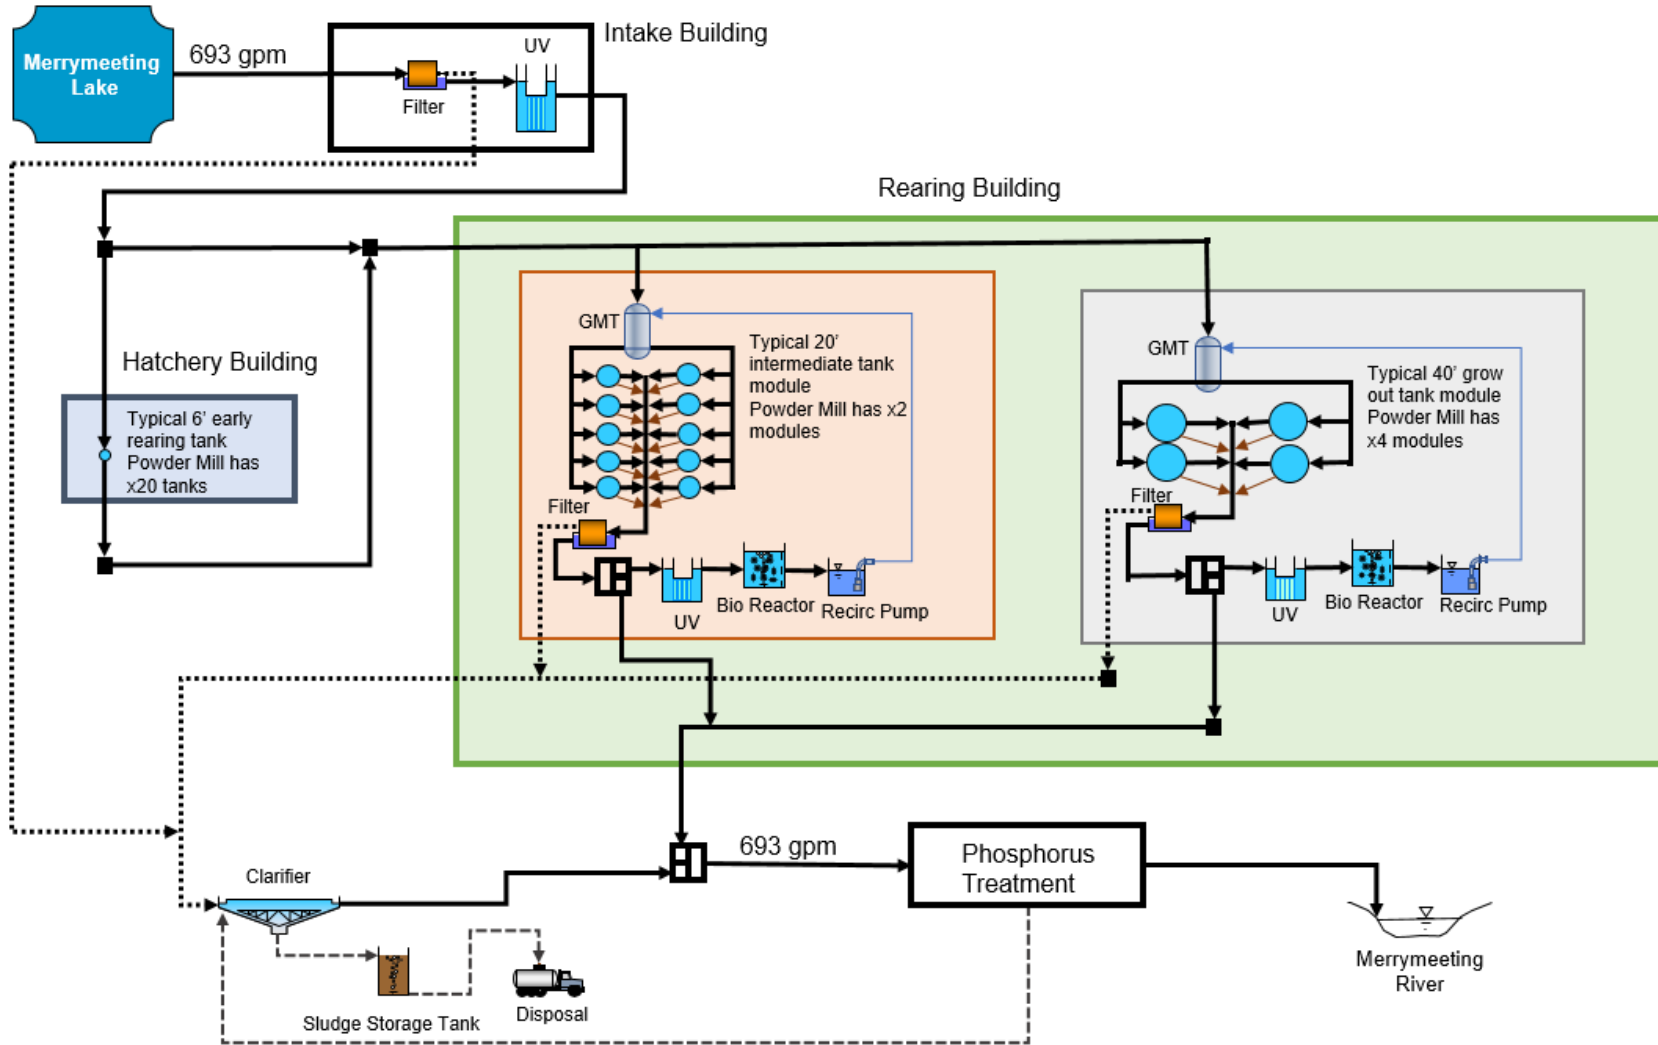 Merrymeeting
Lake
693 gpm
Intake Building
UV
Filter
Rearing Building
Hatchery Building
Typical 6’ early
rearing tank
Powder Mill has
x20 tanks
GMT
Typical 20’
intermediate tank
module
Powder Mill has x2
modules
Filter
UV
Bio Reactor
Recirc Pump
GMT
Typical 40’ grow
out tank module
Powder Mill has
x4 modules
Filter
UV
Bio Reactor
Recirc Pump
693 gpm
Phosphorus
Treatment
Clarifier
Sludge Storage Tank
Disposal
Merrymeeting
River